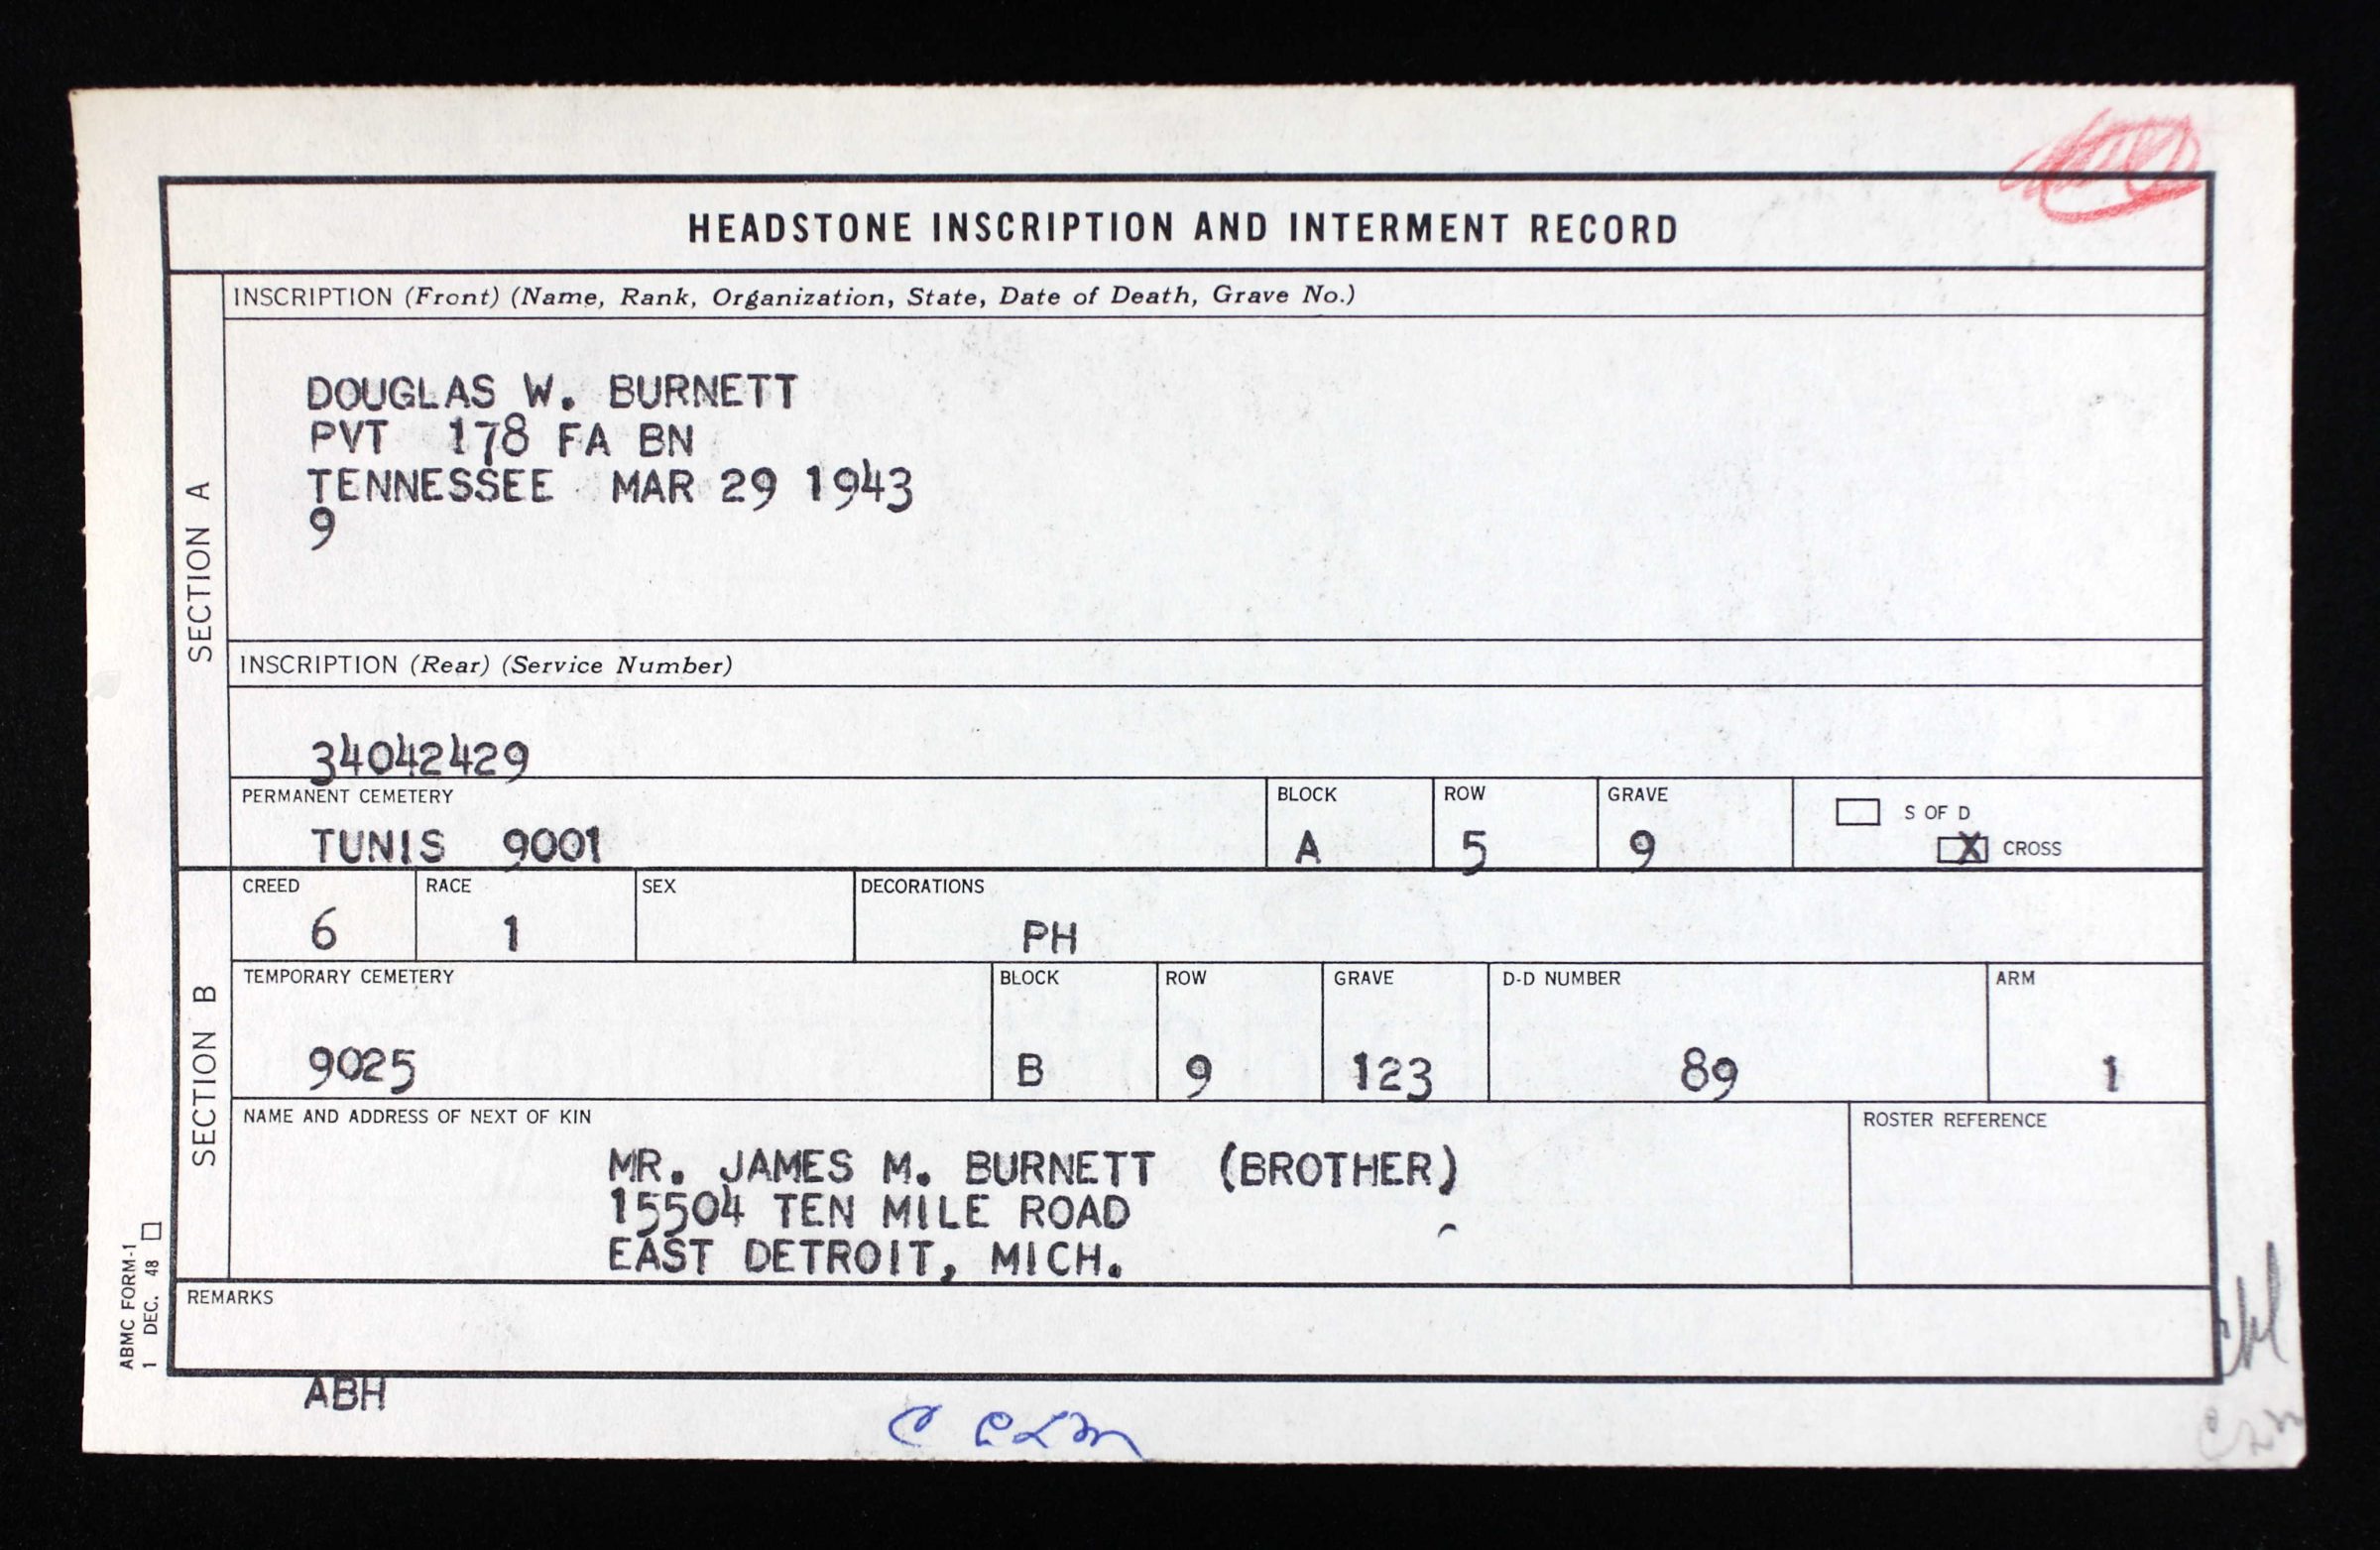 HEADSTONE INSCRIPTION AND INTERMENT RECORD
SECTION A
INSCRIPTION (Front) (Name, Rank, Organization, State, Date of Death, Grave No.)
DOUGLAS W. BURNETT
PVT 178 FA BN
TENNESSEE MAR 29 1943
9
INSCRIPTION (Rear) (Service Number)
34042429
PERMANENT CEMETERY BLOCK ROW GRAVE S OF D
TUNIS 9001 A 5 9 X CROSS
SECTION B
CREED RACE SEX DECORATIONS
6 1 PH
TEMPORARY CEMETERY BLOCK ROW GRAVE D-D NUMBER ARM
9025 B 9 123 89 1
NAME AND ADDRESS OF NEXT OF KIN ROSTER REFERENCE
MR. JAMES M. BURNETT (BROTHER)
15504 TEN MILE ROAD
EAST DETROIT, MICH.
REMARKS
ABMC FORM-1
1 DEC. 48
ABH